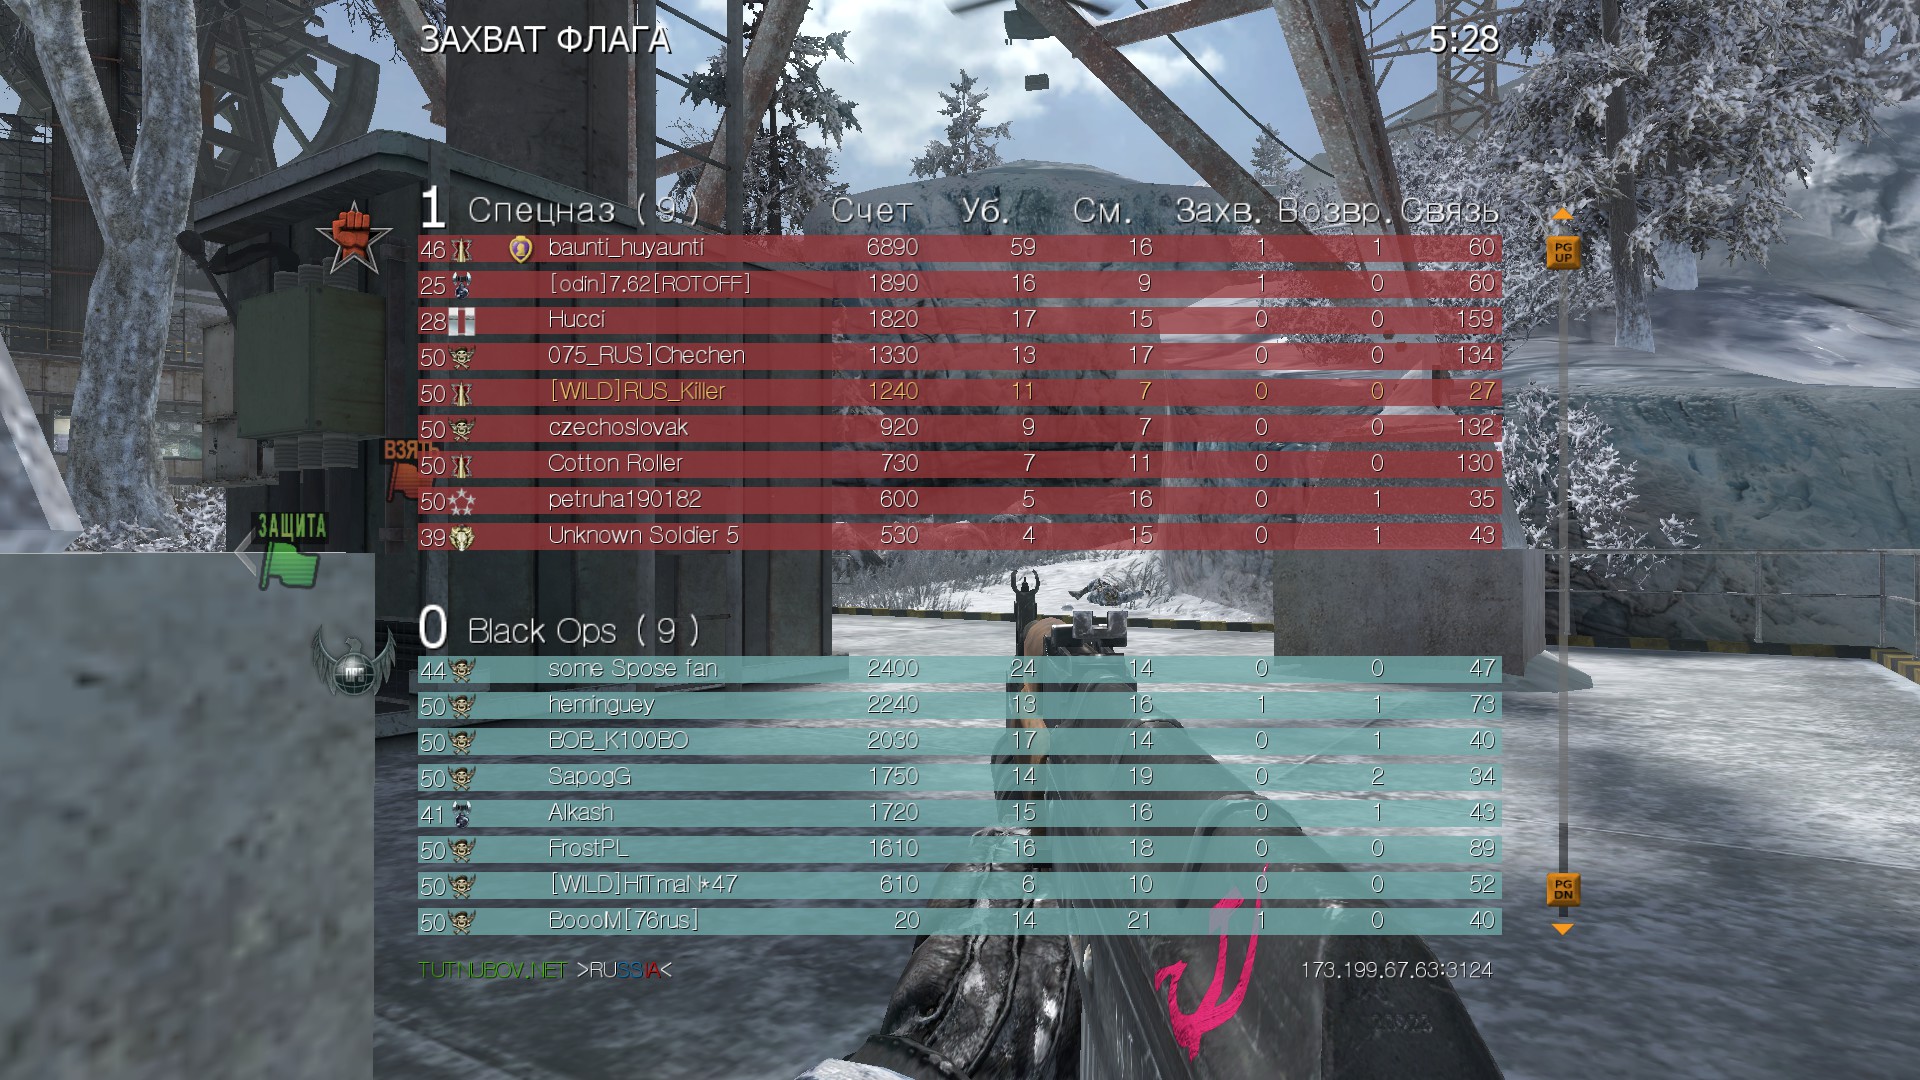 ЗАХВАТ ФЛАГА 5:28
1 Спецназ ( 9 ) Счет Уб. См. Захв. Возвр. Связь
46 baunti_huyaunti 6890 59 16 1 1 60
25 [odin]7.62[ROTOFF] 1890 16 9 1 0 60
28 Hucci 1820 17 15 0 0 159
50 075_RUS]Chechen 1330 13 17 0 0 134
50 [WILD]RUS_Killer 1240 11 7 0 0 27
50 czechoslovak 920 9 7 0 0 132
50 Cotton Roller 730 7 11 0 0 130
50 petruha190182 600 5 16 0 1 35
39 Unknown Soldier 5 530 4 15 0 1 43
PG UP
ВЗЯТЬ
ЗАЩИТА
0 Black Ops ( 9 )
44 some Spose fan 2400 24 14 0 0 47
50 heminguey 2240 13 16 1 1 73
50 BOB_K100BO 2030 17 14 0 1 40
50 SapogG 1750 14 19 0 2 34
41 Alkash 1720 15 16 0 1 43
50 FrostPL 1610 16 18 0 0 89
50 [WILD]HiTmaN*47 610 6 10 0 0 52
50 BoooM[76rus] 20 14 21 1 0 40
PG DN
TUTNUBOV.NET >RUSSIA< 173.199.67.63:3124